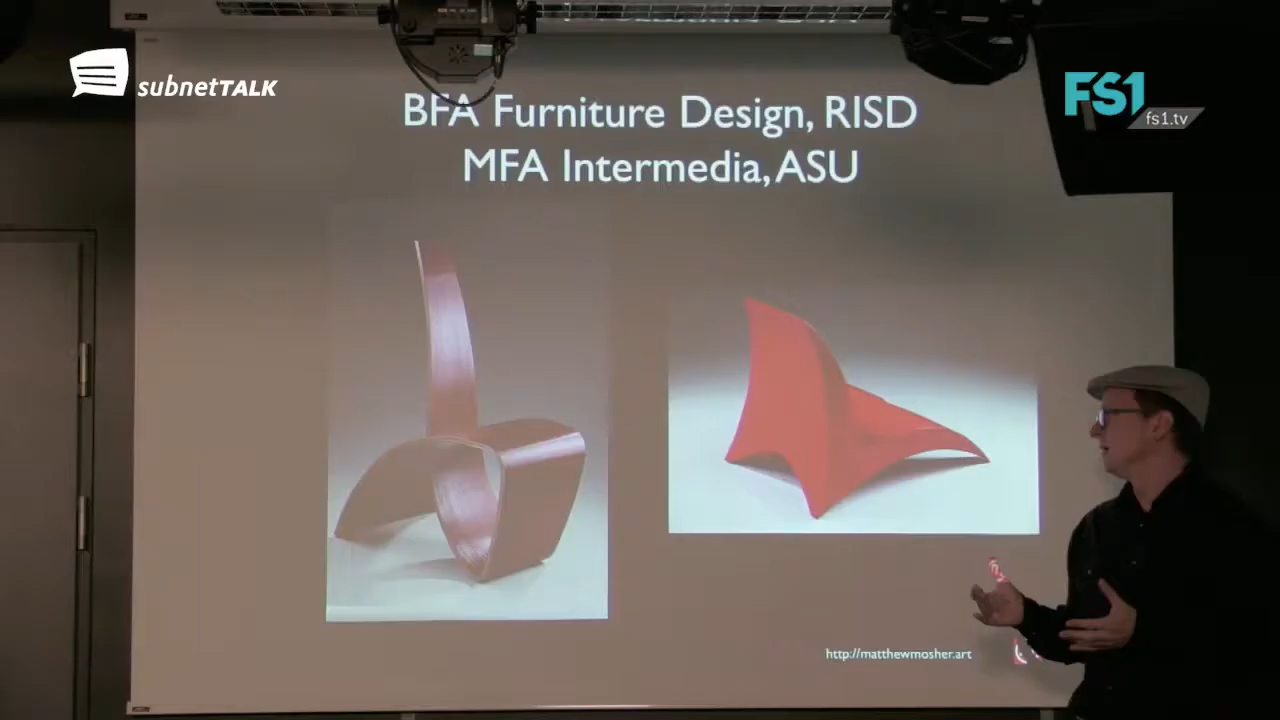 subnetTALK
FS1
fs1.tv
BFA Furniture Design, RISD
MFA Intermedia, ASU
http://matthewmosher.art